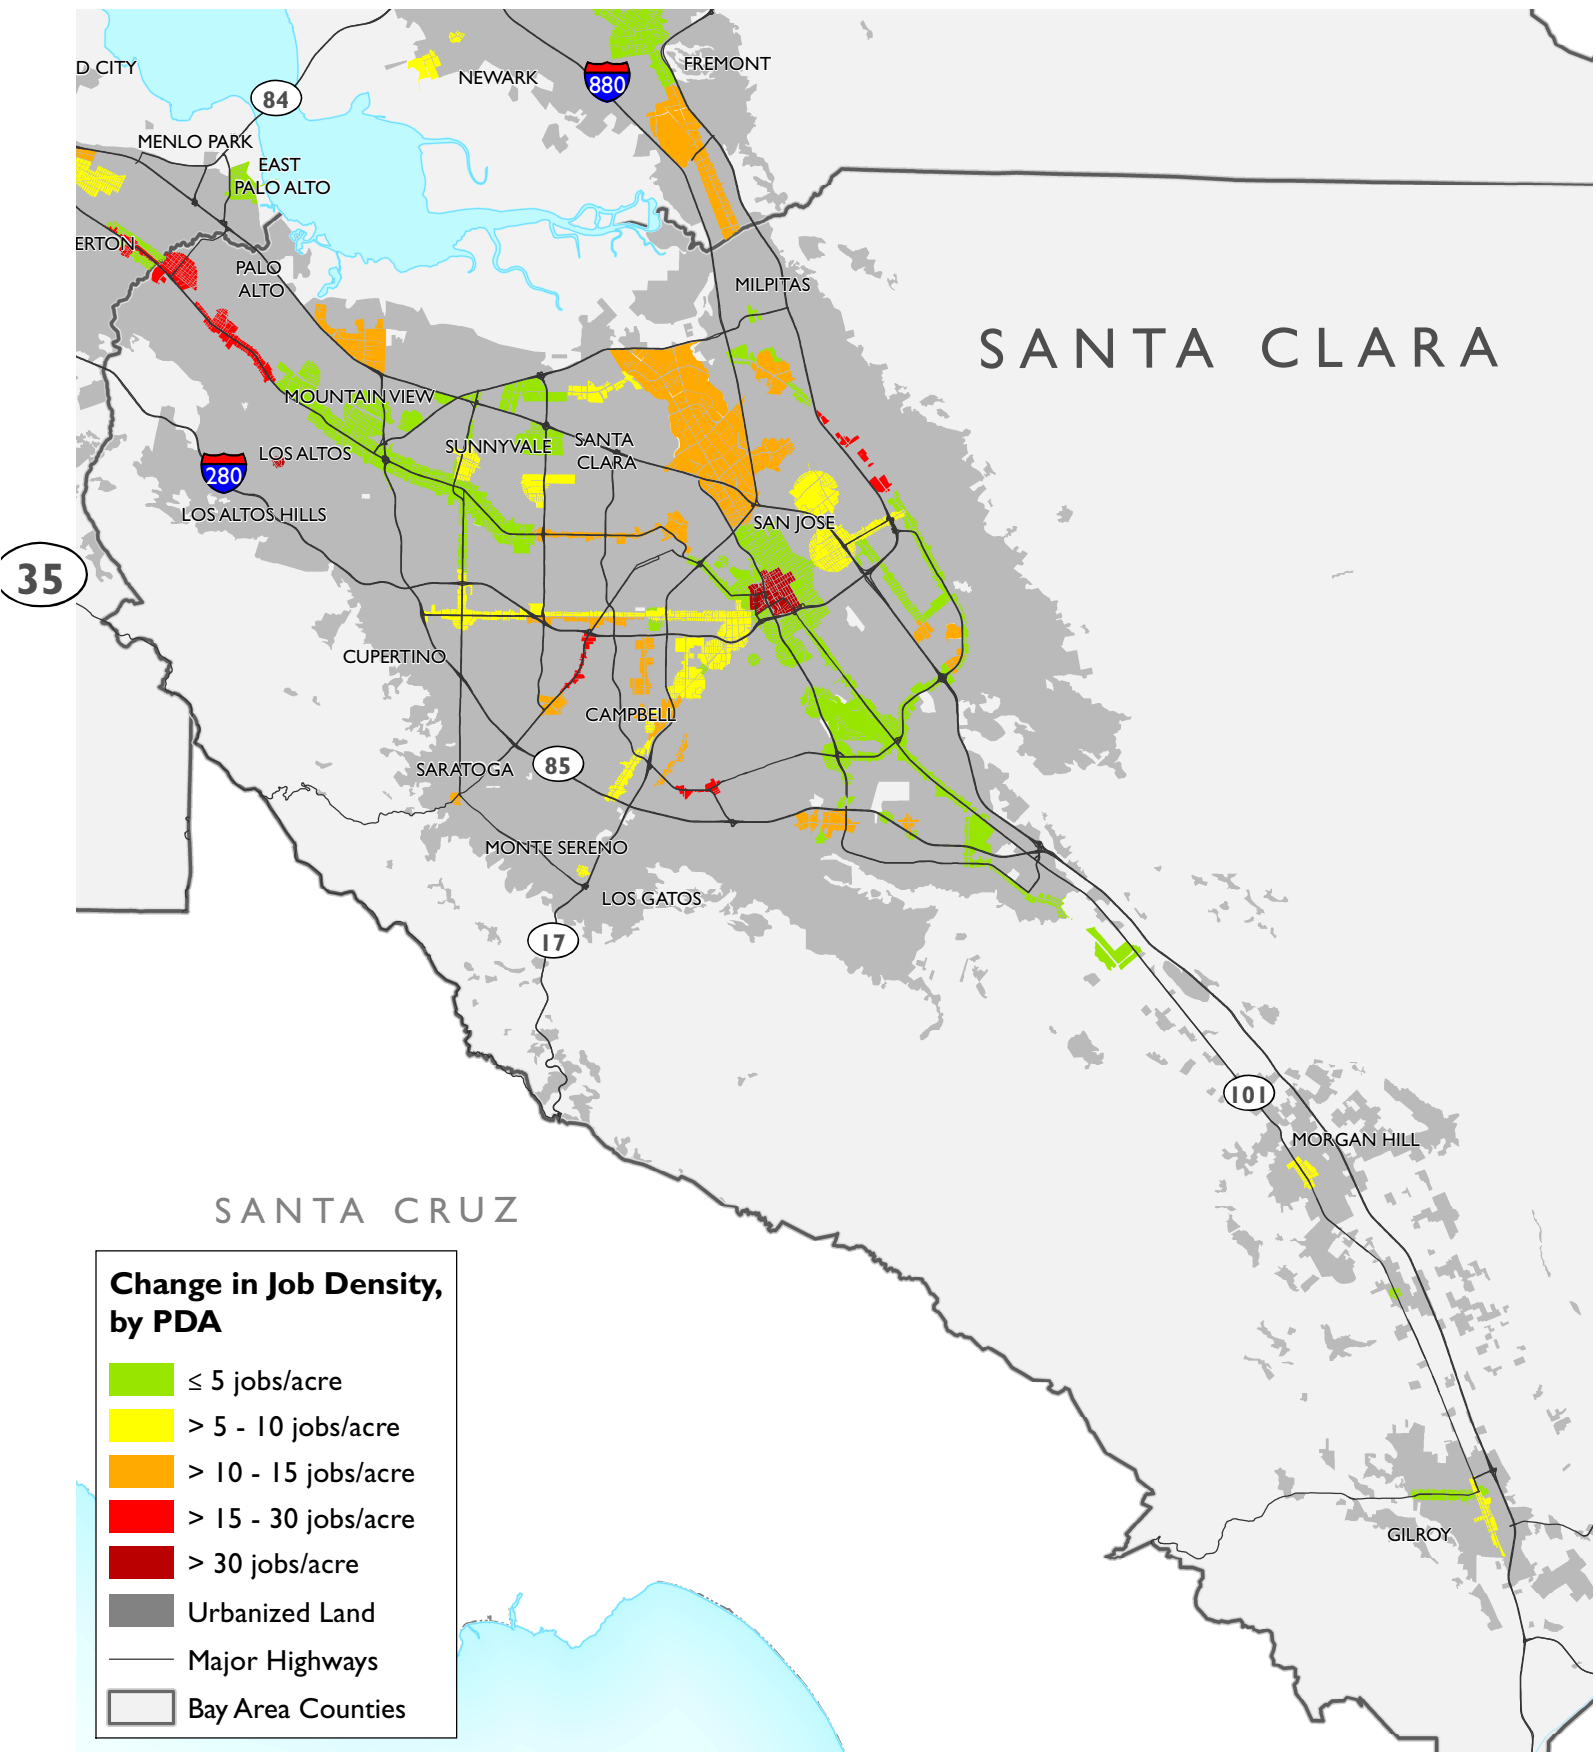 D CITY
NEWARK
880
FREMONT
84
MENLO PARK
EAST
PALO ALTO
ERTON
PALO
ALTO
MILPITAS
SANTA CLARA
MOUNTAIN VIEW
LOS ALTOS
SUNNYVALE
SANTA
CLARA
280
LOS ALTOS HILLS
SAN JOSE
35
CUPERTINO
CAMPBELL
SARATOGA
85
MONTE SERENO
LOS GATOS
17
101
MORGAN HILL
SANTA CRUZ
GILROY
Change in Job Density,
by PDA
≤ 5 jobs/acre
> 5 - 10 jobs/acre
> 10 - 15 jobs/acre
> 15 - 30 jobs/acre
> 30 jobs/acre
Urbanized Land
Major Highways
Bay Area Counties